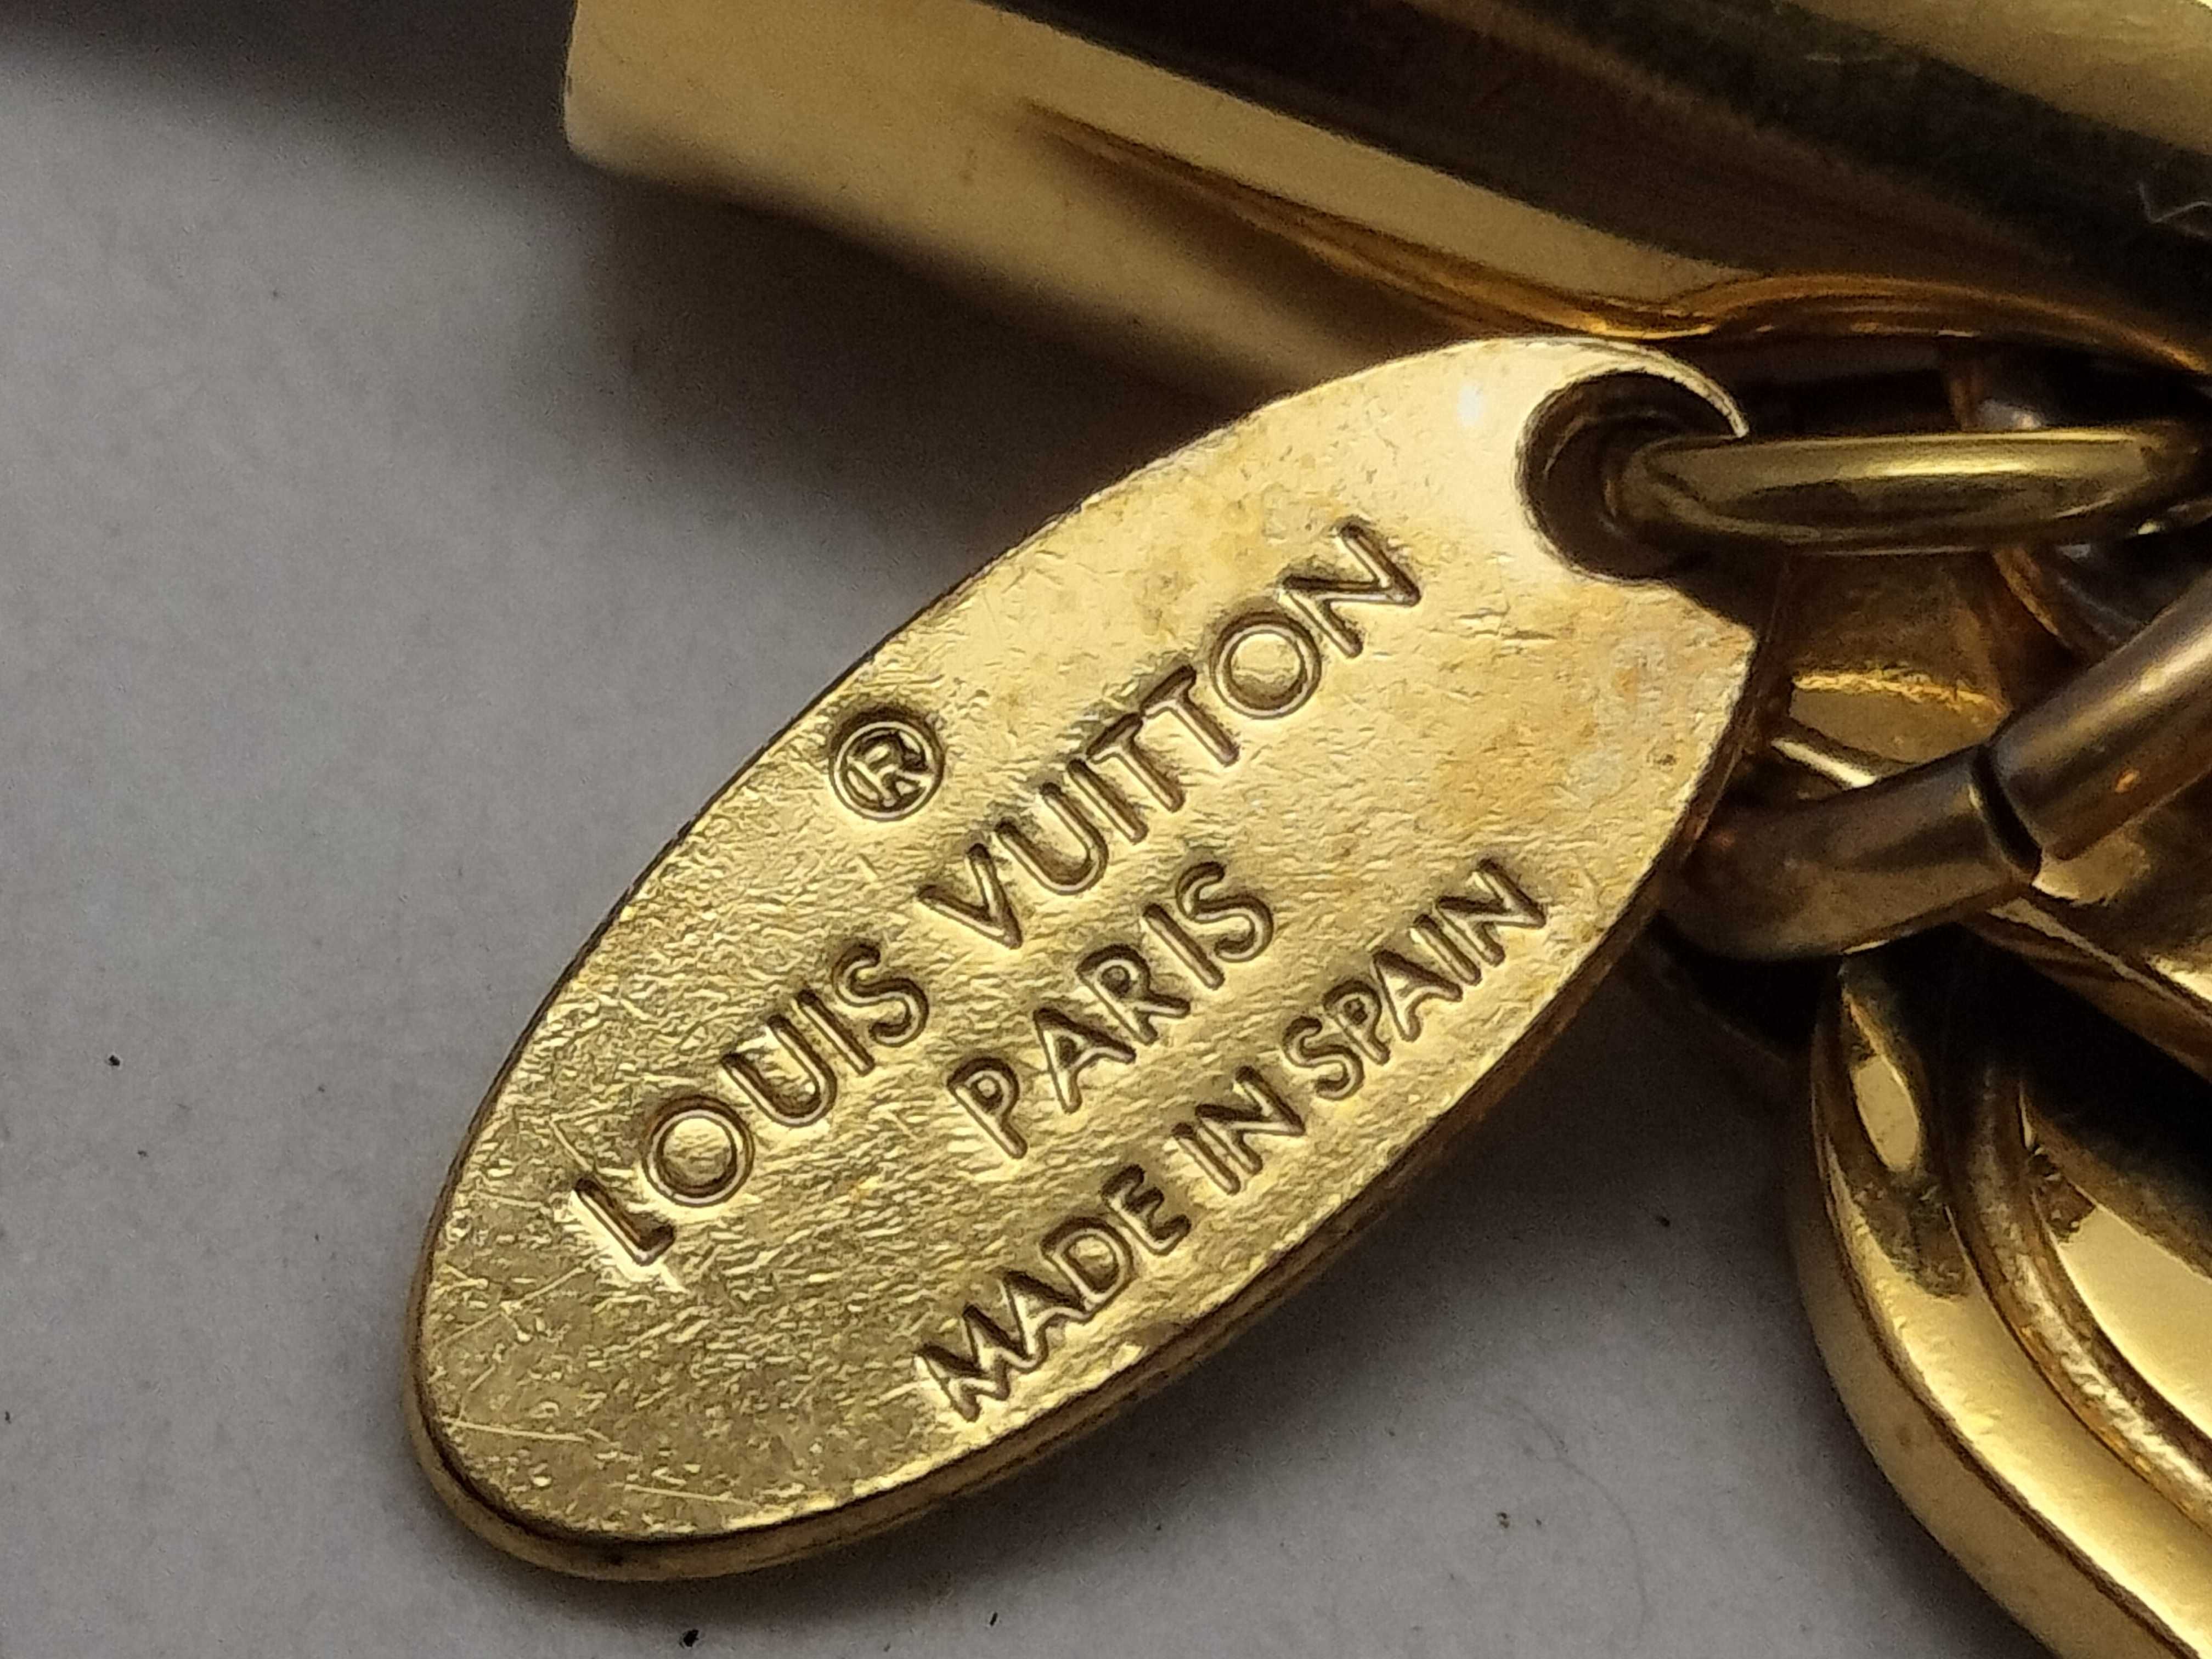 ®
LOUIS VUITTON
PARIS
MADE IN SPAIN